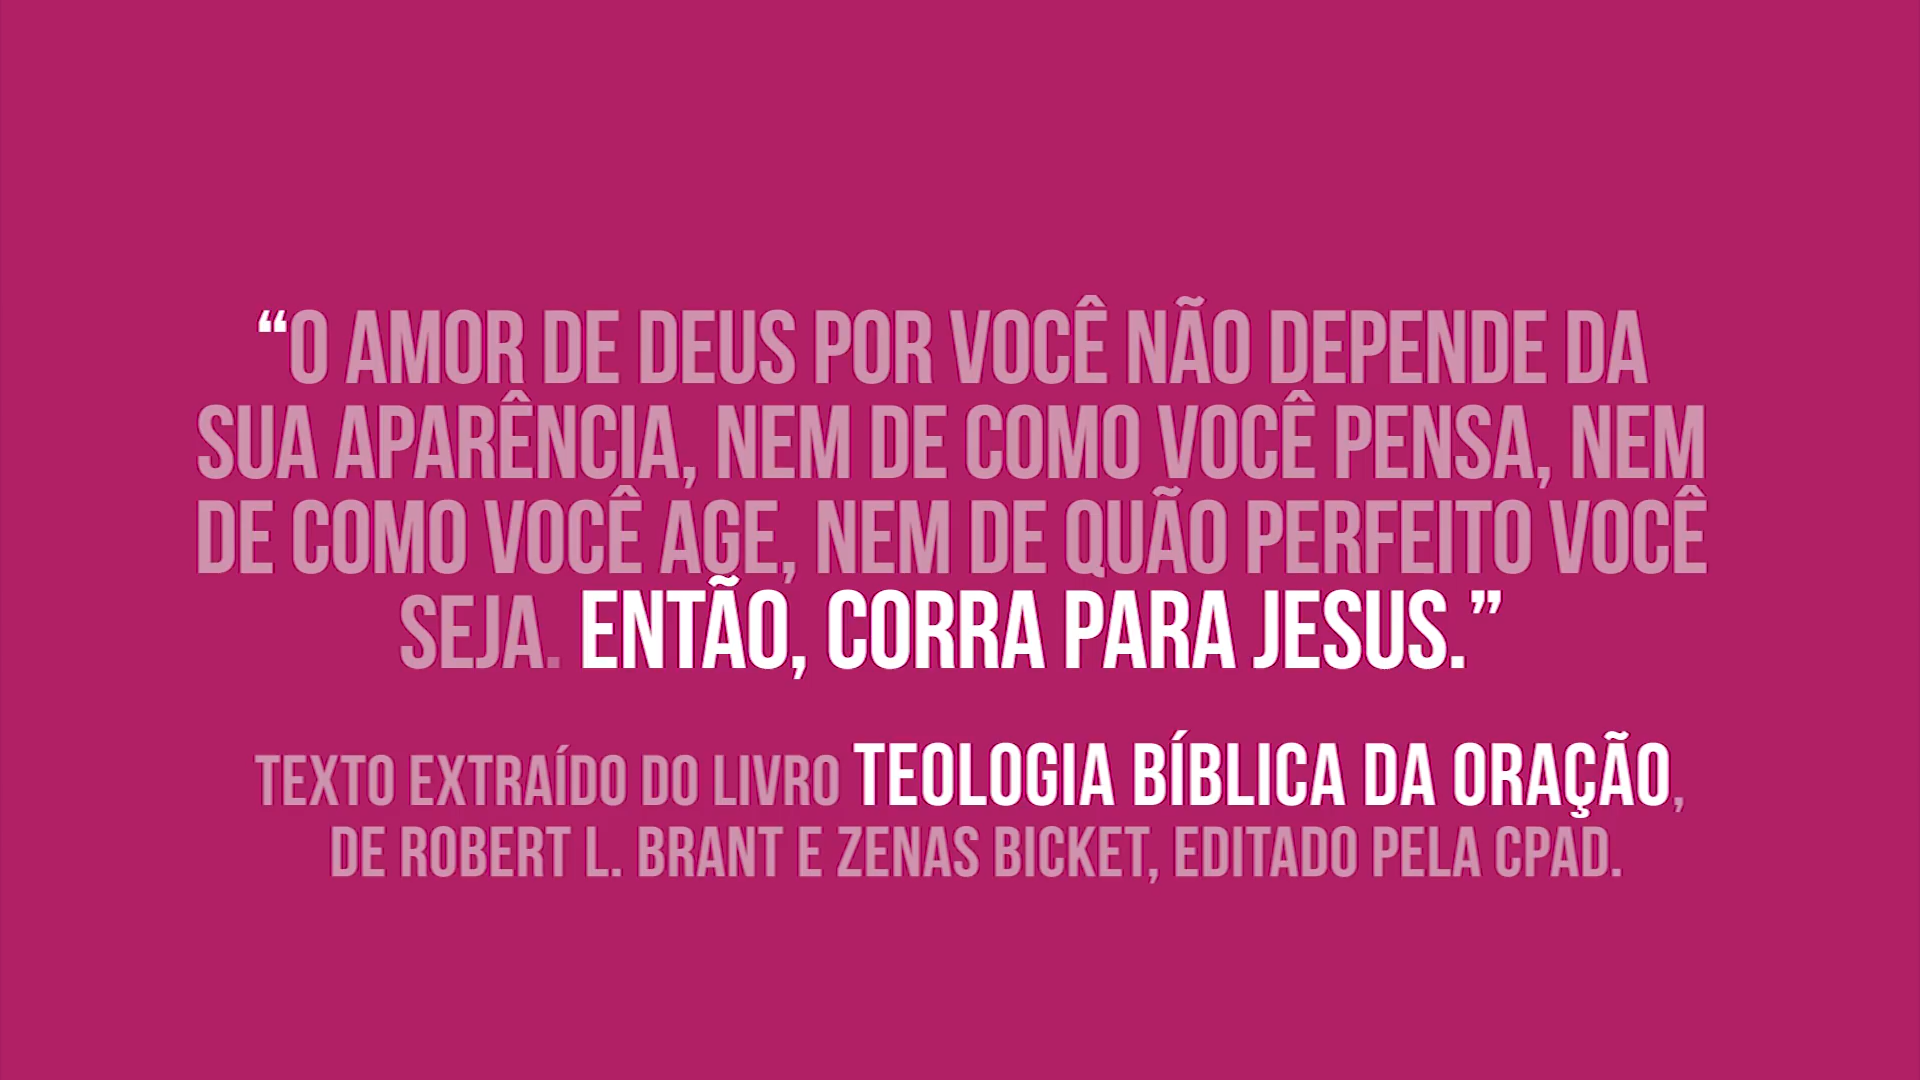 “O AMOR DE DEUS POR VOCÊ NÃO DEPENDE DA
SUA APARÊNCIA, NEM DE COMO VOCÊ PENSA, NEM
DE COMO VOCÊ AGE, NEM DE QUÃO PERFEITO VOCÊ
SEJA. ENTÃO, CORRA PARA JESUS.”
TEXTO EXTRAÍDO DO LIVRO TEOLOGIA BÍBLICA DA ORAÇÃO,
DE ROBERT L. BRANT E ZENAS BICKET, EDITADO PELA CPAD.